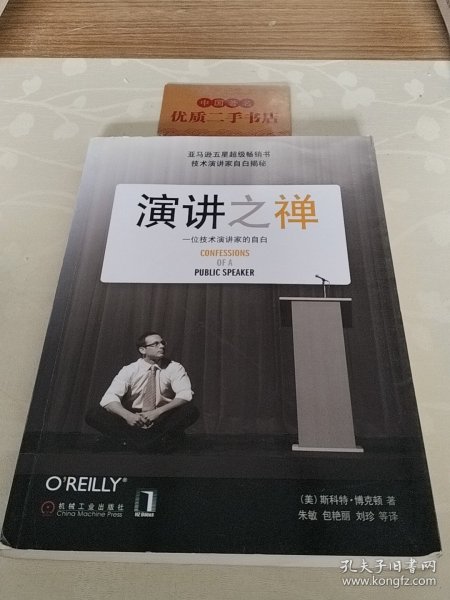 中国著名
优质二手书店
亚马逊五星超级畅销书
技术演讲家自白揭秘
演讲之禅
一位技术演讲家的自白
CONFESSIONS
OF A
PUBLIC SPEAKER
O'REILLY®
机械工业出版社
China Machine Press
（美）斯科特·博克顿 著
朱敏 包艳丽 刘珍 等译
孔夫子旧书网
www.kongfz.com